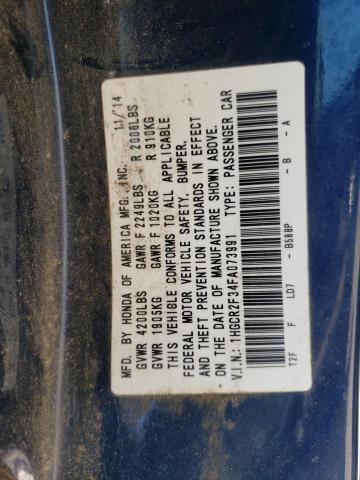 MFD. BY HONDA OF AMERICA MFG., INC. 11/14
GVWR 4200LBS GAWR F 2249LBS R 2006LBS
GVWR 1905KG GAWR F 1020KG R 910KG
THIS VEHICLE CONFORMS TO ALL APPLICABLE
FEDERAL MOTOR VEHICLE SAFETY, BUMPER,
AND THEFT PREVENTION STANDARDS IN EFFECT
ON THE DATE OF MANUFACTURE SHOWN ABOVE.
V.I.N.: 1HGCR2F34FA073991 TYPE: PASSENGER CAR
F LD7 - B588P - B - A
T2F